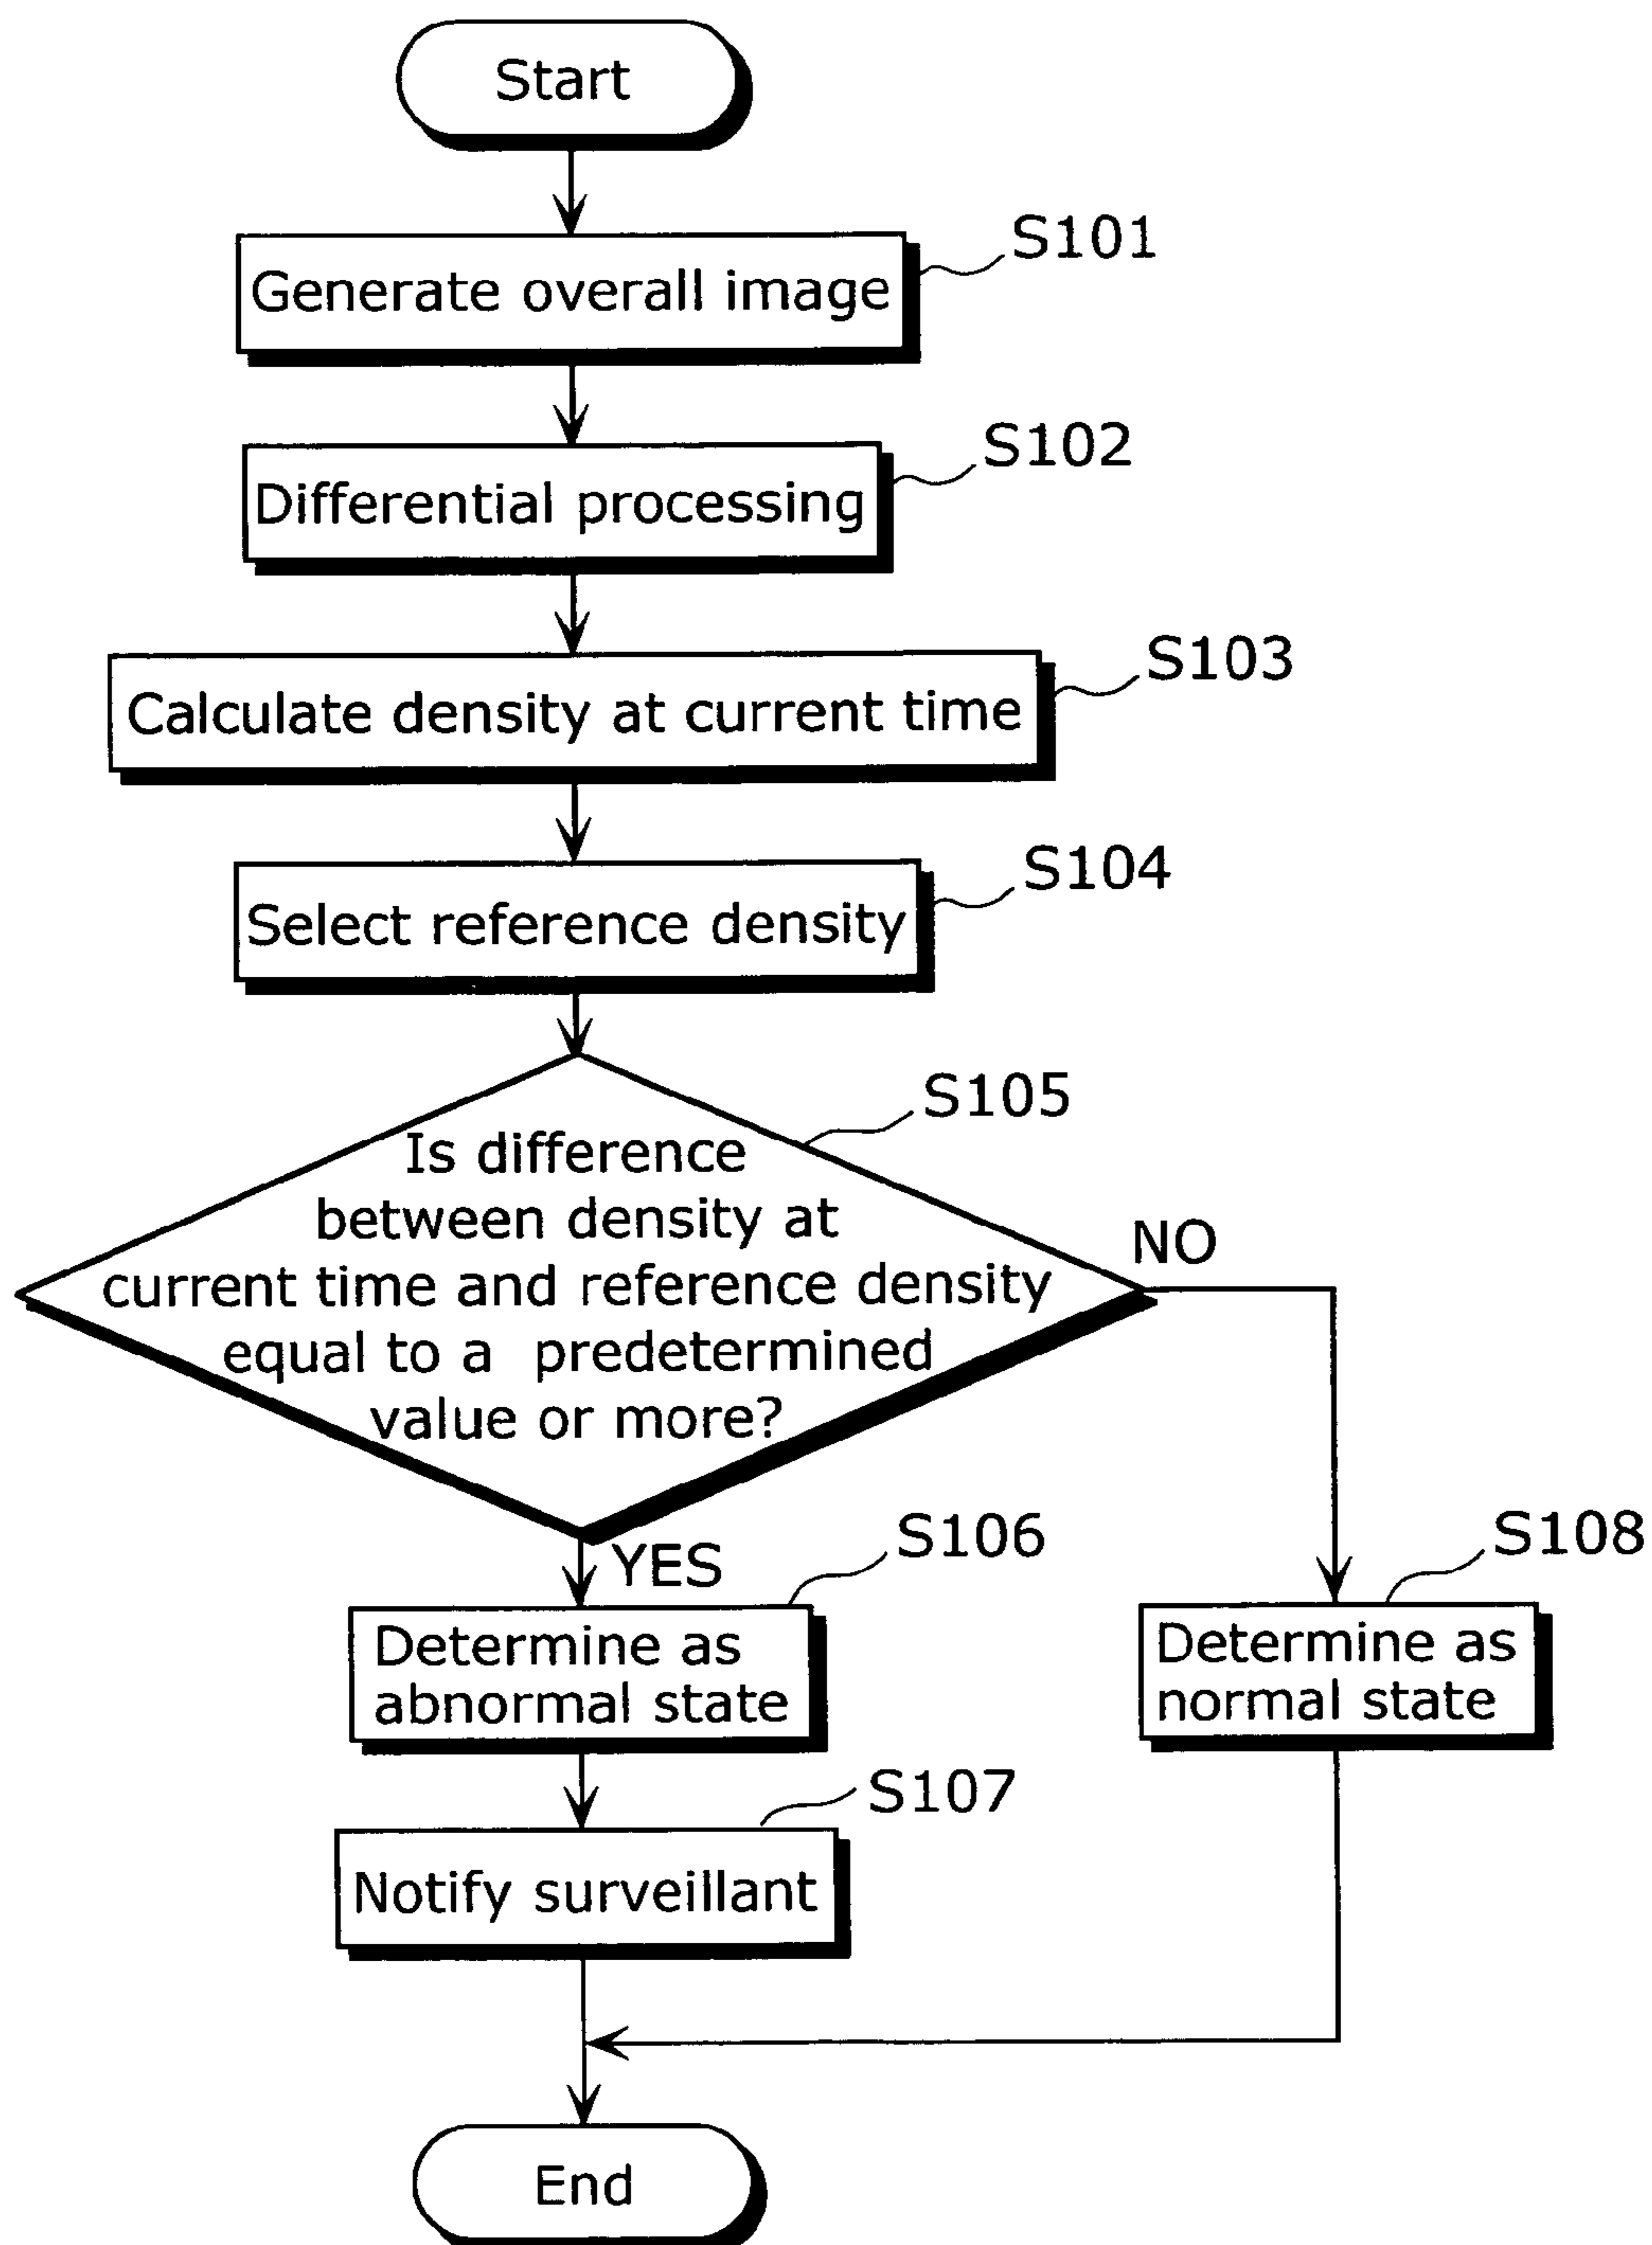 Start
S101
Generate overall image
S102
Differential processing
S103
Calculate density at current time
S104
Select reference density
S105
Is difference
between density at
current time and reference density
equal to a predetermined
value or more?
NO
YES
S106
Determine as
abnormal state
S108
Determine as
normal state
S107
Notify surveillant
End